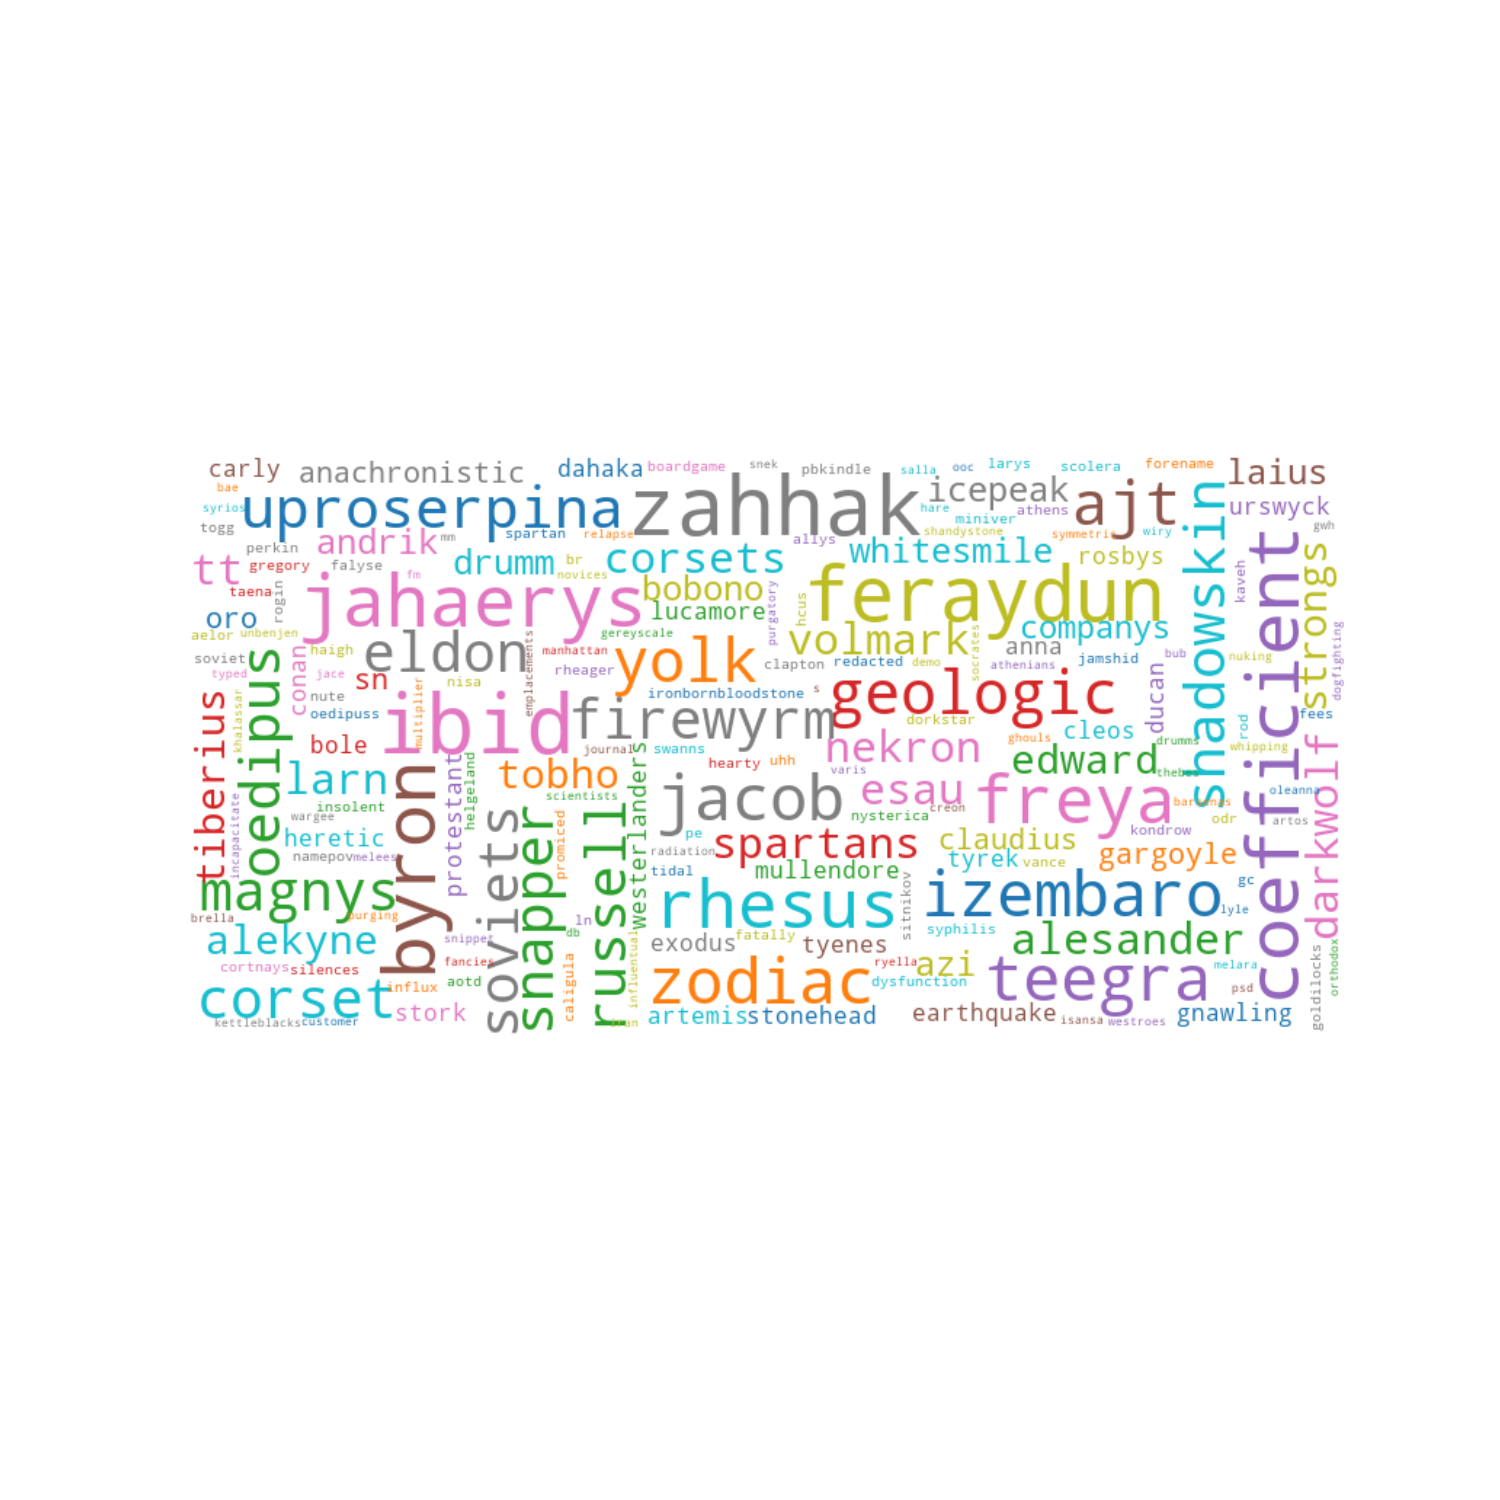 carly
anachronistic
dahaka
boardgame
snek
pbkindle
salla
ooc
larys
scolera
forename
laius
bae
syrios
uproserpina
zahhak
icepeak
hare
miniver
athens
ajt
shadowskin
urswyck
togg
spartan
relapse
shandystone
symmetric
wiry
gwh
perkin
andrik
mm
allys
tt
gregory
falyse
drumm
br
novices
corsets
whitesmile
rosbys
coefficient
strongs
kaveh
taena
rogin
fm
jahaerys
bobono
lucamore
purgatory
hcus
feraydun
oro
aelor
unbenjen
gereyscale
volmark
companys
dogfighting
soviet
haigh
conan
eldon
emplacements
manhattan
yolk
clapton
redacted
demo
socrates
anna
athenians
jamshid
bub
nuking
typed
jace
sn
nisa
rheager
oedipus
nute
ironbornbloodstone
s
geologic
ducan
tiberius
khalassar
oedipuss
multiplier
ibid
firewyrm
dorkstar
cleos
rod
fees
bole
journal
swanns
nekron
ghouls
drumms
whipping
larn
byron
protestant
helgeland
tobho
westerlanders
hearty
uhh
varis
edward
darkwolf
incapacitate
insolent
scientists
jacob
esau
freya
oleanna
wargee
soviets
snapper
promiced
russell
nysterica
creon
odr
artos
heretic
pe
spartans
claudius
kondrow
namepov
melees
radiation
tyrek
vance
gargoyle
magnys
tidal
mullendore
gc
brella
purging
rhesus
sitnikov
izembaro
lyle
ln
syphilis
alekyne
snippet
db
influentual
exodus
fatally
tyenes
alesander
goldilocks
orthodox
cortnays
silences
fancies
caligula
ryella
azi
melara
aotd
zodiac
dysfunction
teegra
psd
corset
influx
stork
kettleblacks
customer
artemis
stonehead
earthquake
isansa
westroes
gnawling